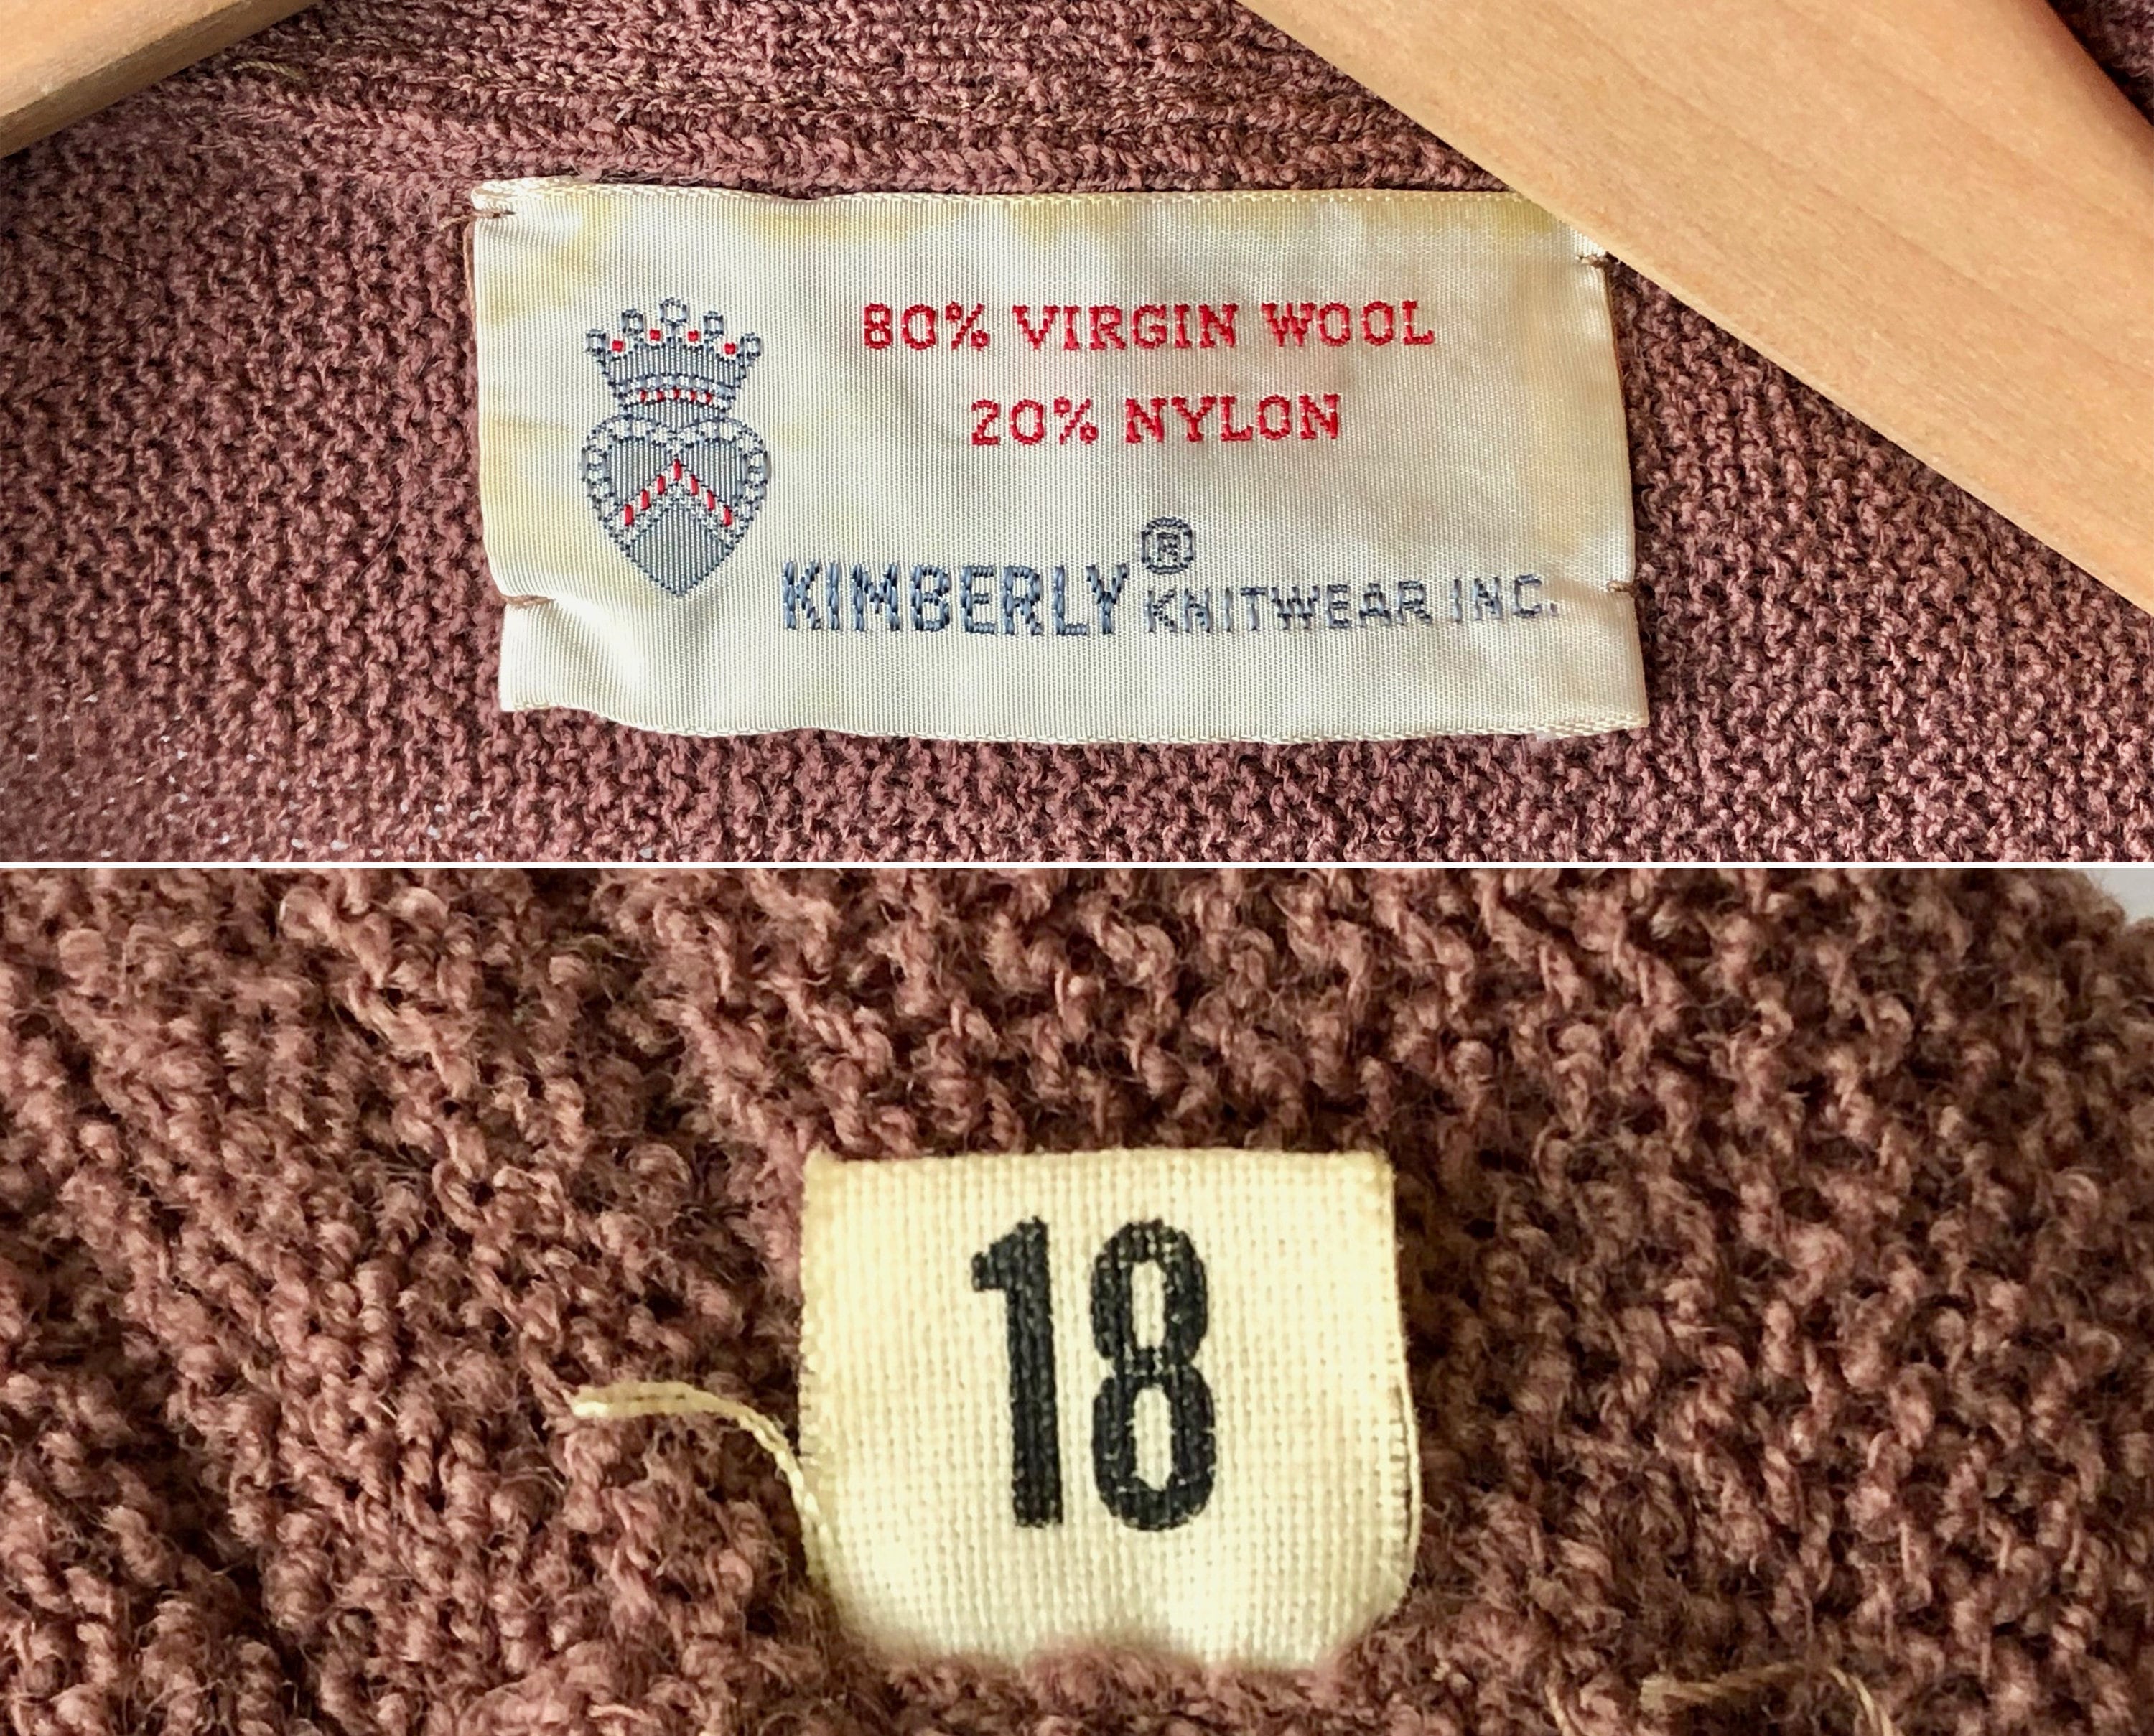 80% VIRGIN WOOL
20% NYLON
KIMBERLY® KNITWEAR INC.
18